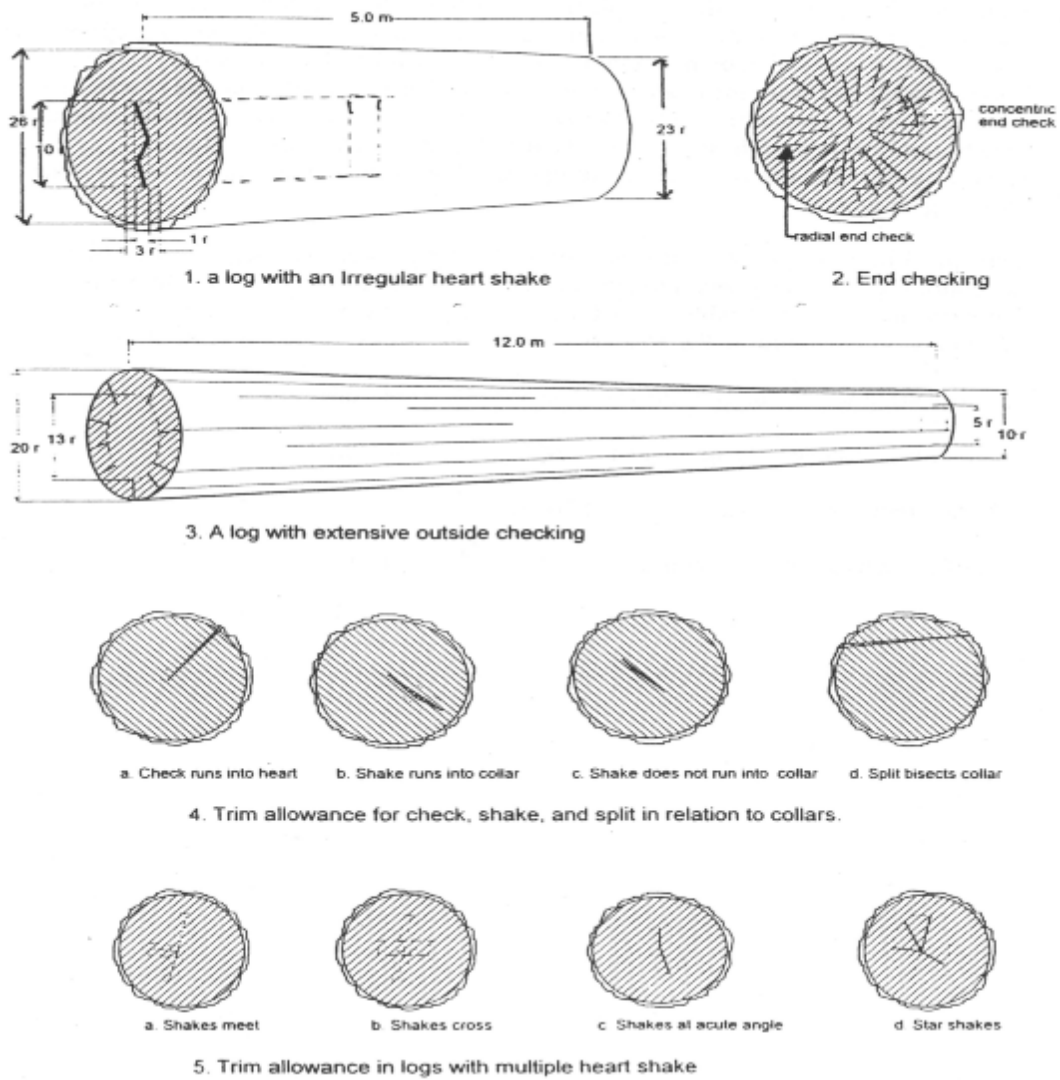 5.0 m
26 r
10
23 r
3 r
1 r
concentric
end check
radial end check
1. a log with an Irregular heart shake
2. End checking
12.0 m
20 r
13 r
5 r
10 r
3. A log with extensive outside checking
a. Check runs into heart
b. Shake runs into collar
c. Shake does not run into collar
d. Split bisects collar
4. Trim allowance for check, shake, and split in relation to collars.
a. Shakes meet
b. Shakes cross
c. Shakes at acute angle
d. Star shakes
5. Trim allowance in logs with multiple heart shake